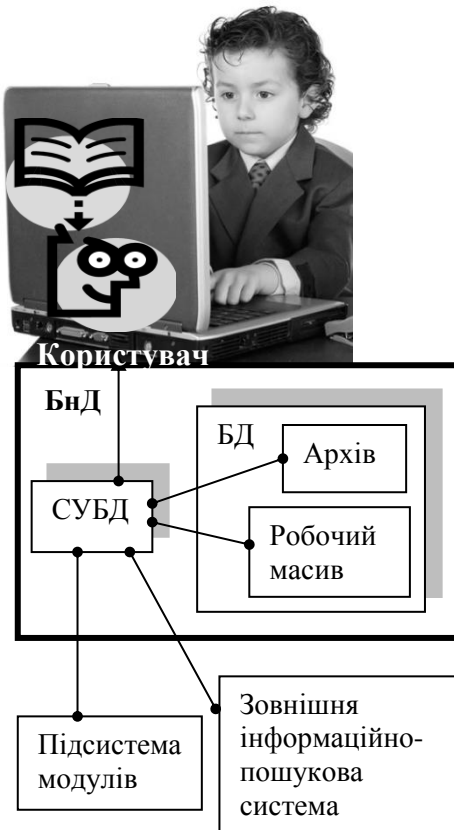 Користувач
БнД
БД
Архів
СУБД
Робочий
масив
Підсистема
модулів
Зовнішня
інформаційно-
пошукова
система